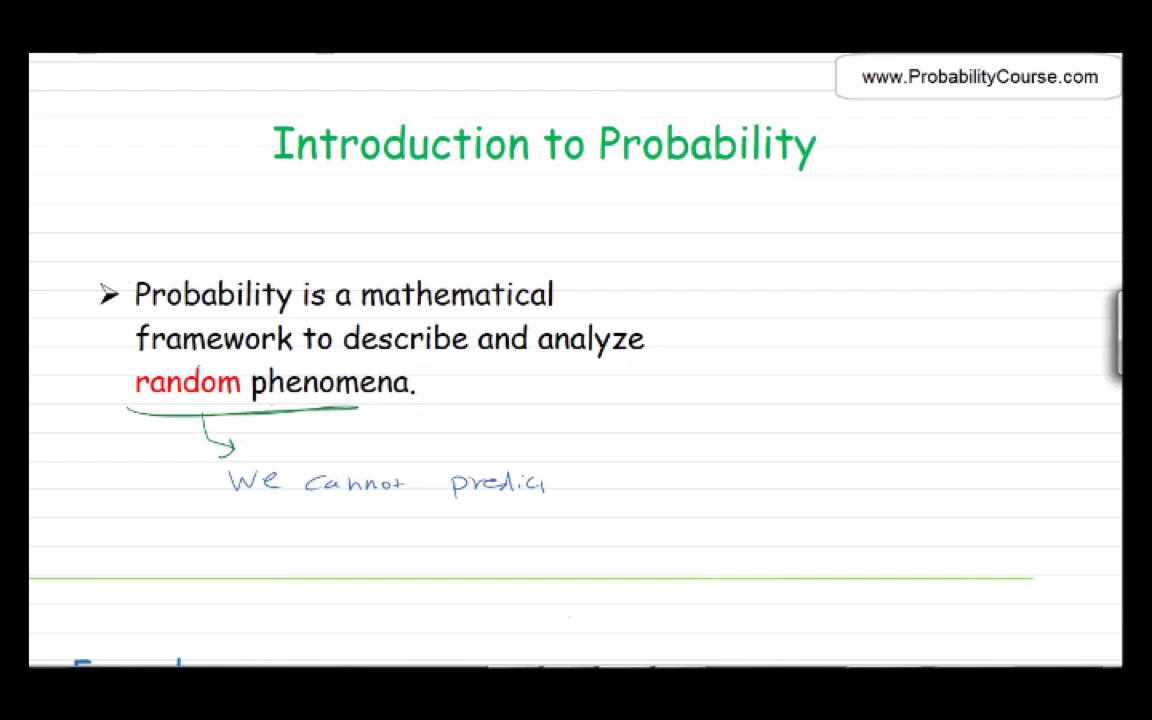 www.ProbabilityCourse.com
Introduction to Probability
➤ Probability is a mathematical
framework to describe and analyze
random phenomena.
We cannot